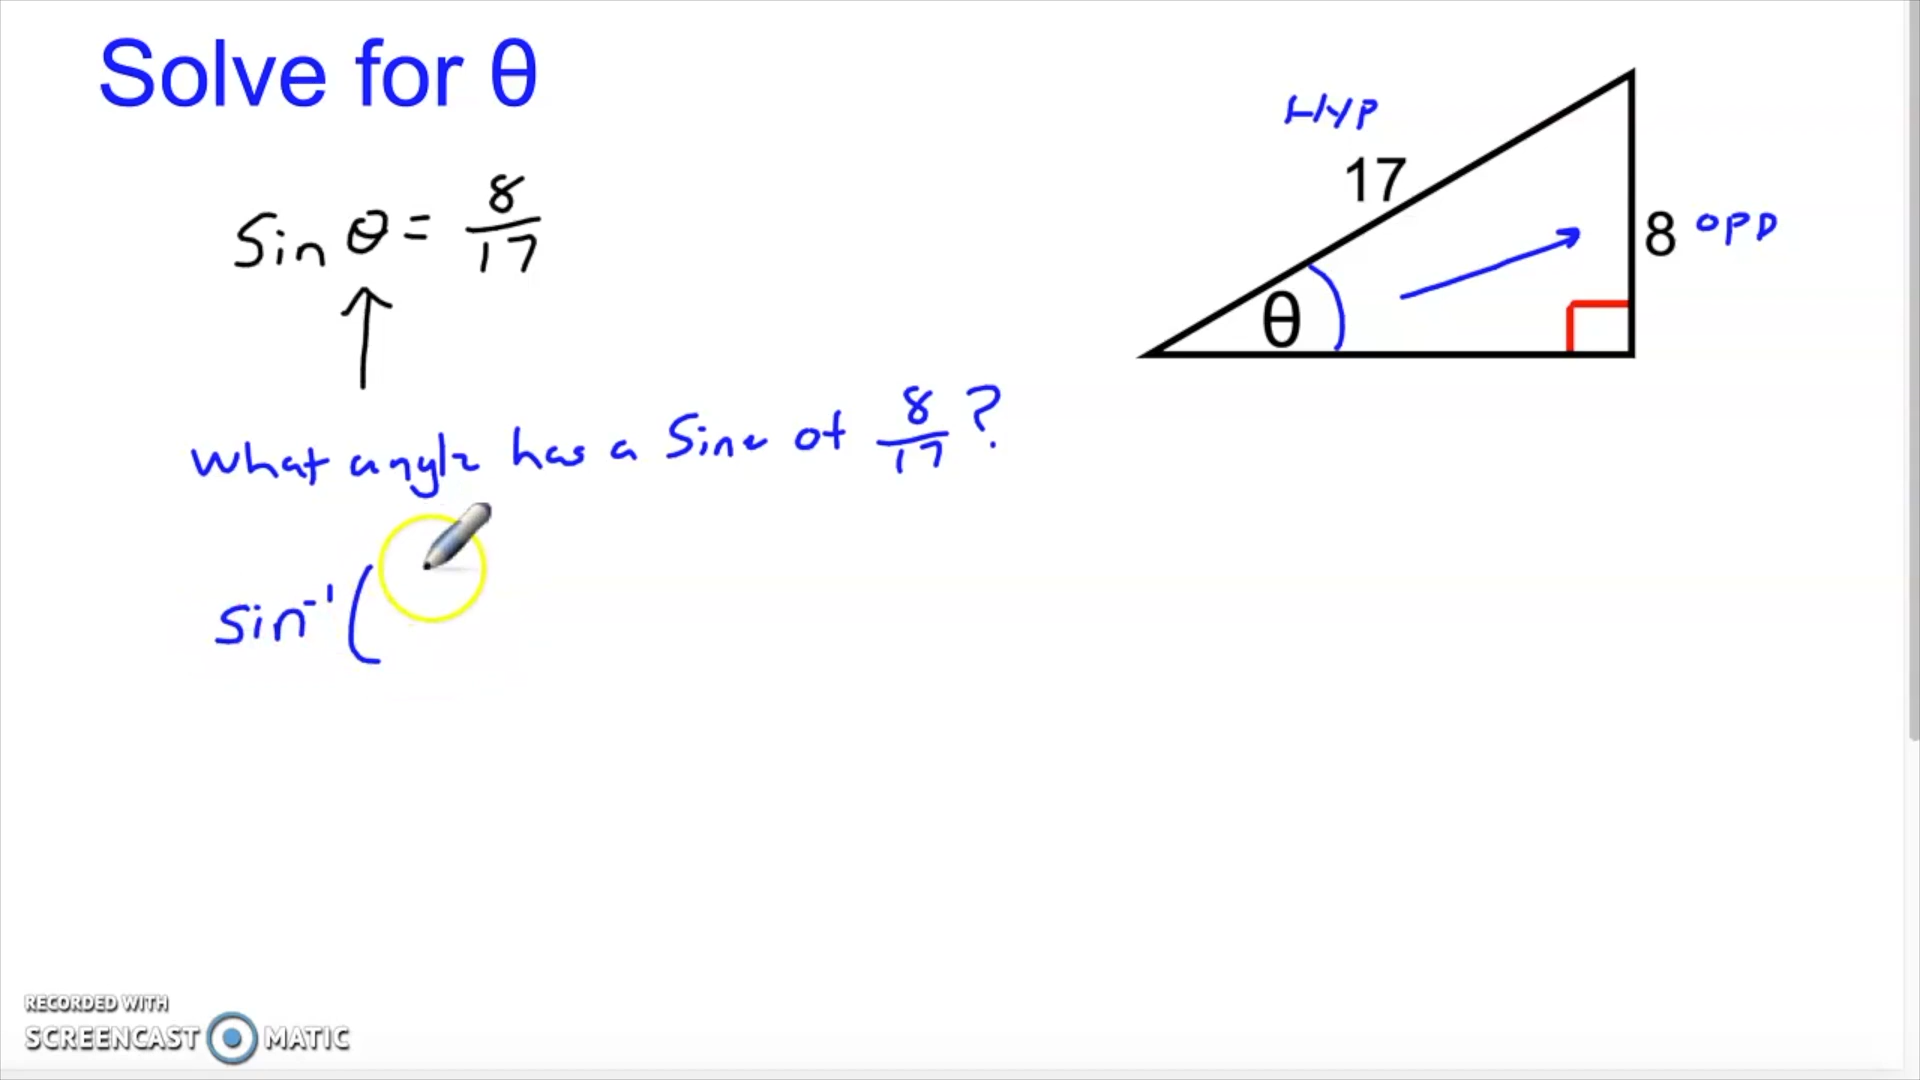 Solve for θ
Sin θ = 8/17
What angle has a Sine of 8/17?
sin⁻¹(
Hyp
17
8 OPP
θ
RECORDED WITH
SCREENCAST MATIC